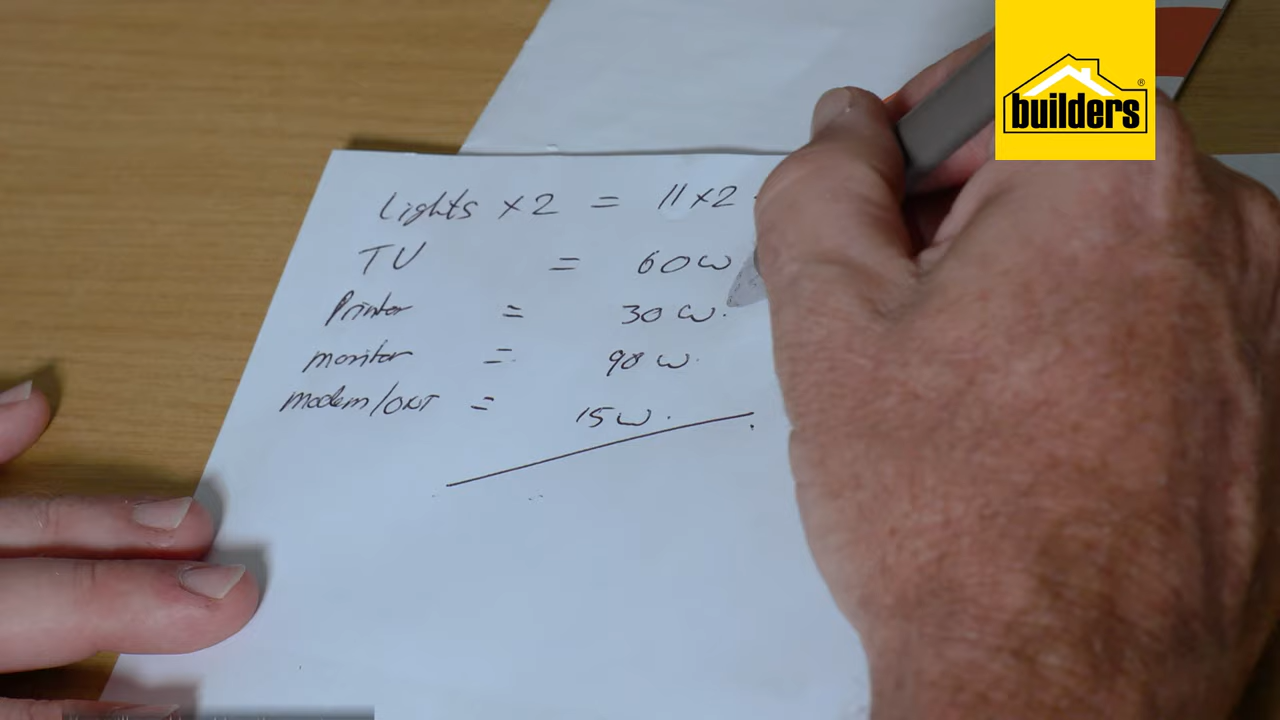 builders®
Lights x2 = 11x2
TV = 60W
Printer = 30W.
monitor = 90W.
modem/ONT = 15W.